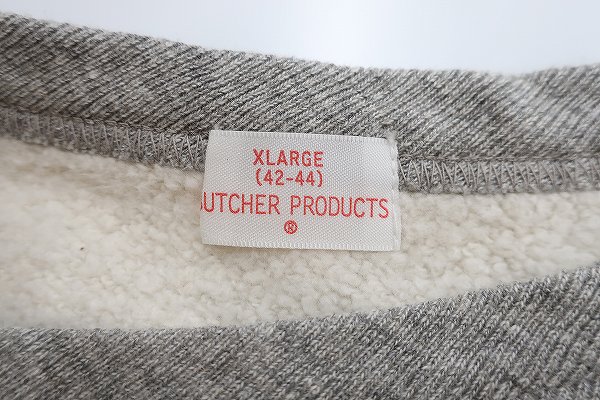 XLARGE
(42-44)
UTCHER PRODUCTS
®